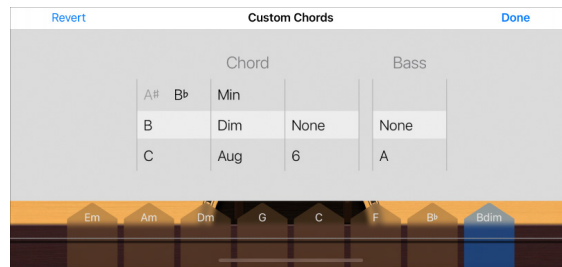 Revert Custom Chords Done
Chord Bass
A# B♭ Min
B Dim None None
C Aug 6 A
Em Am Dm G C F B♭ Bdim